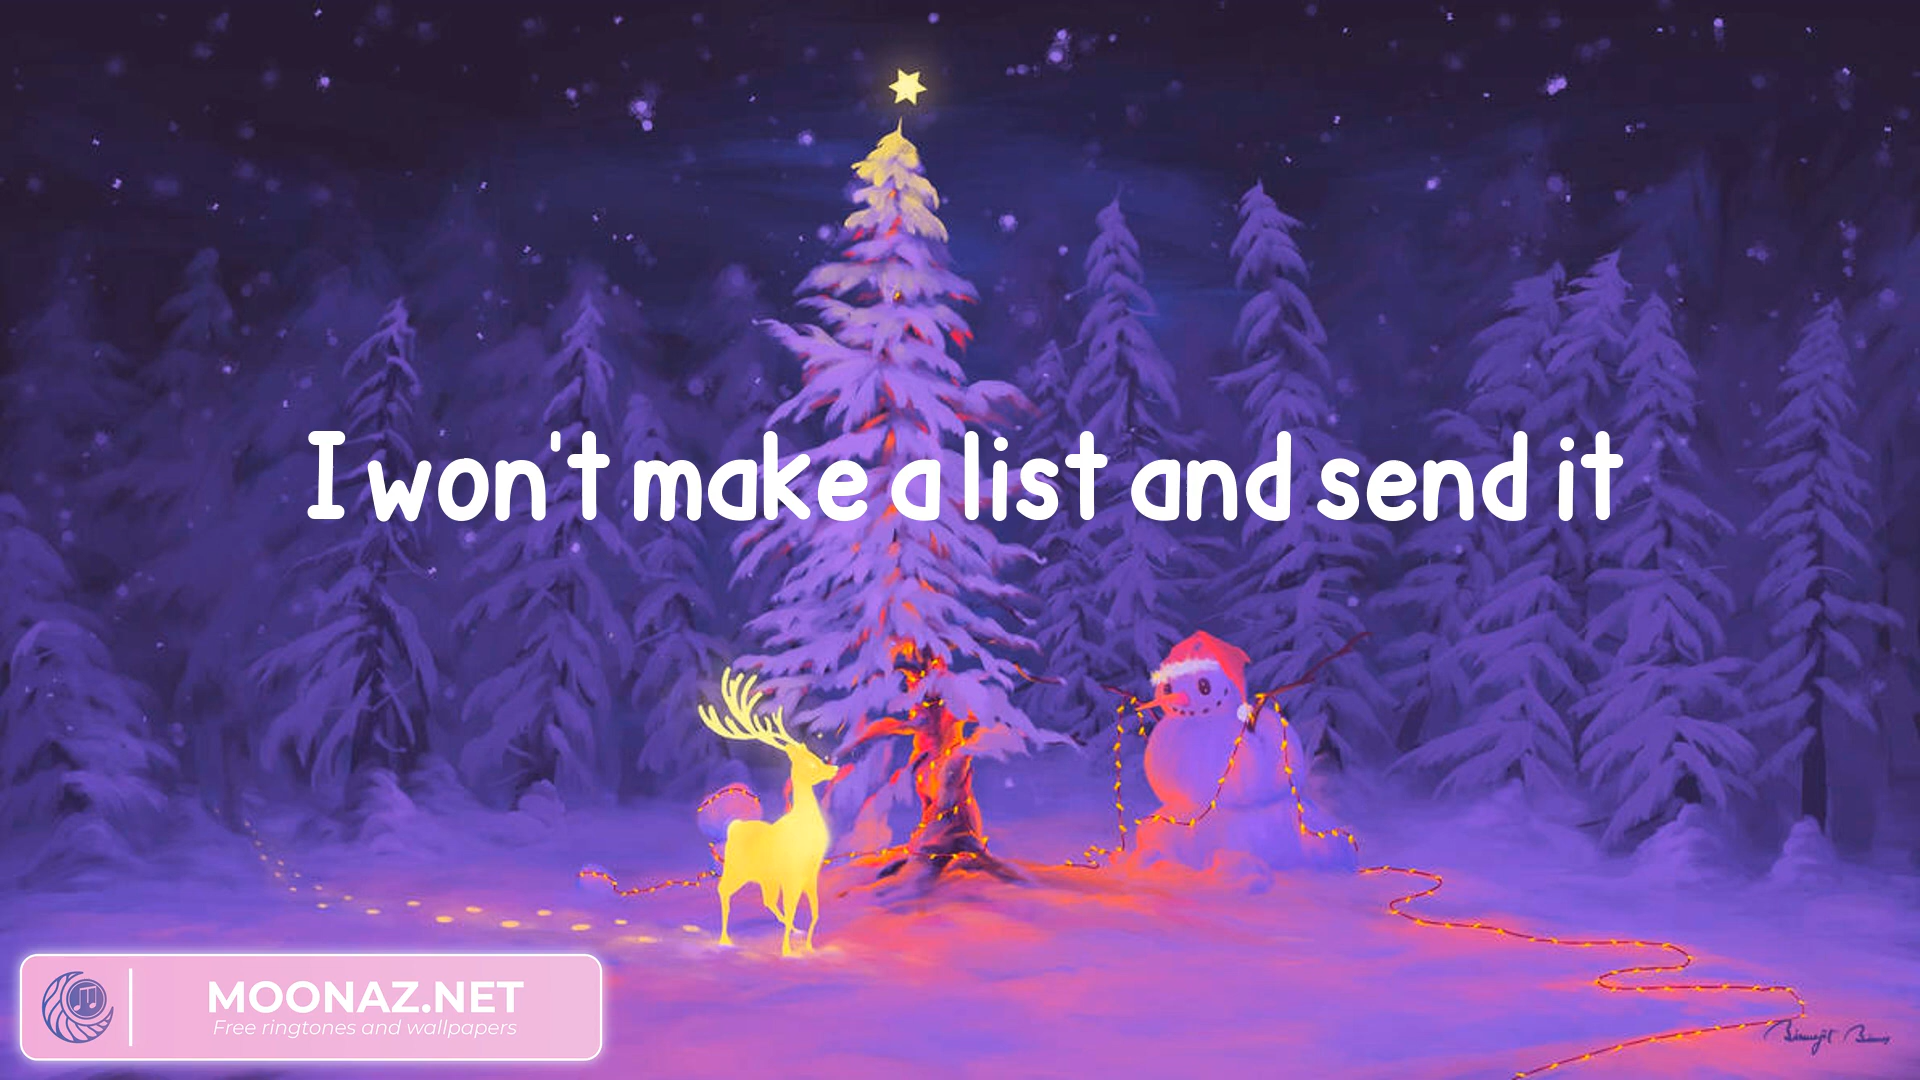 I won't make a list and send it
MOONAZ.NET
Free ringtones and wallpapers